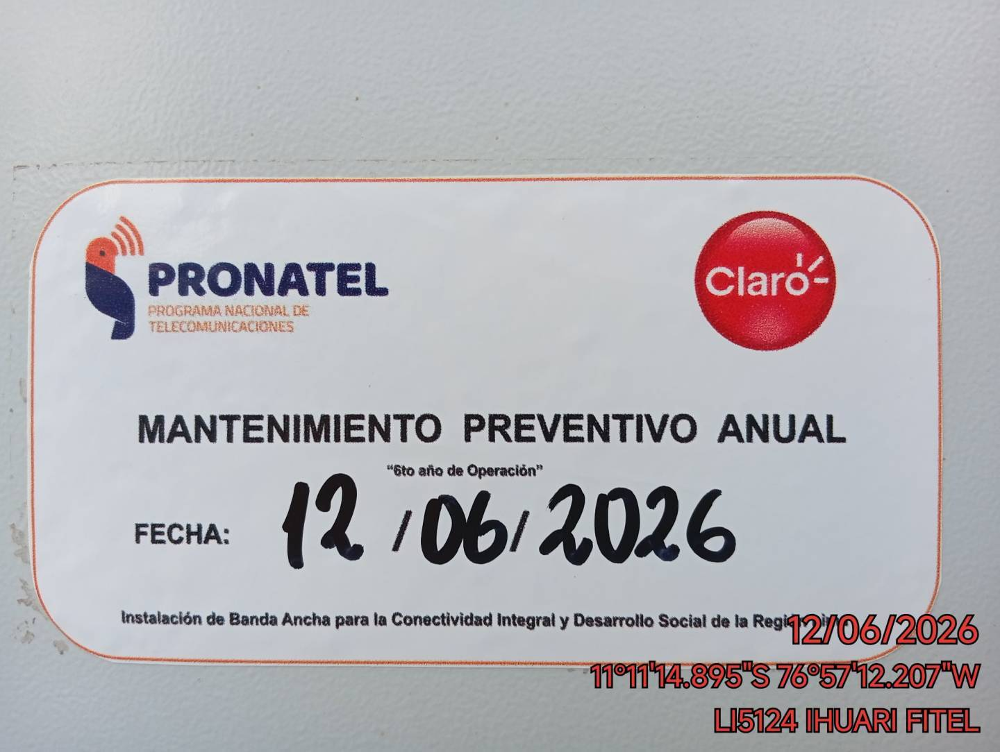 PRONATEL
PROGRAMA NACIONAL DE
TELECOMUNICACIONES
Claro
MANTENIMIENTO PREVENTIVO ANUAL
“6to año de Operación”
FECHA: 12/06/2026
Instalación de Banda Ancha para la Conectividad Integral y Desarrollo Social de la Región
12/06/2026
11°11'14.895"S 76°57'12.207"W
LI5124 IHUARI FITEL